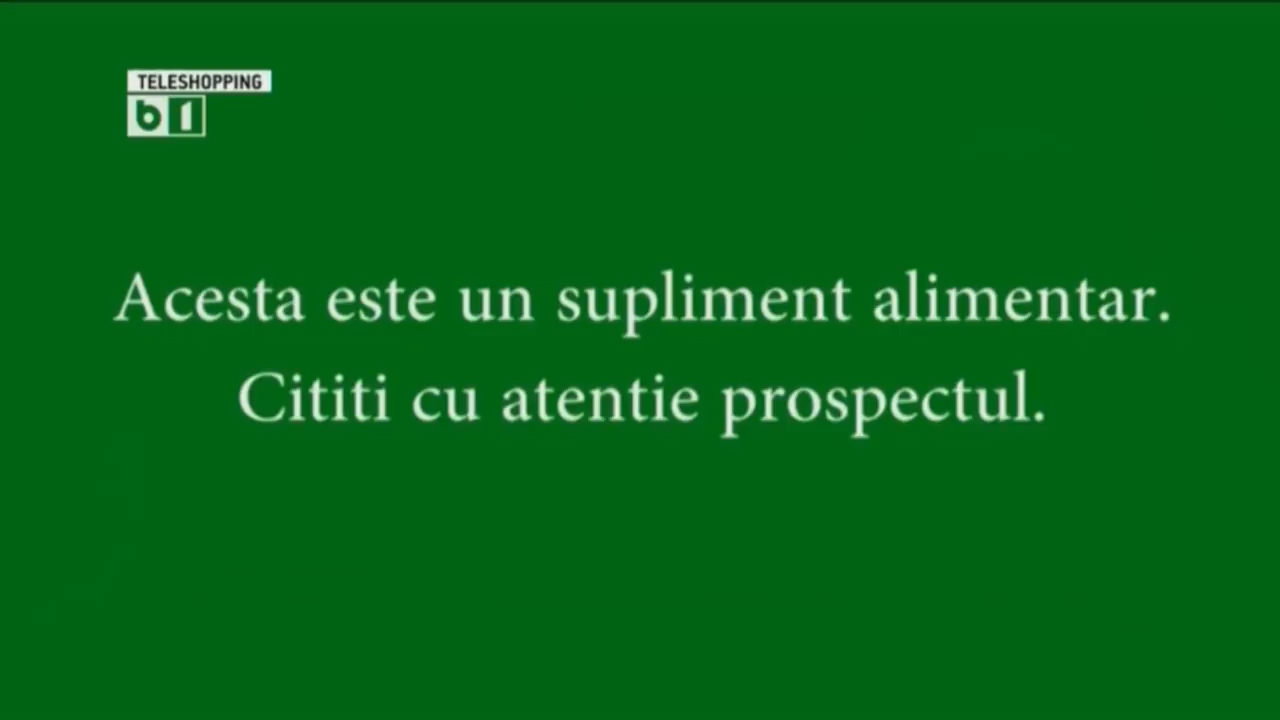 TELESHOPPING
b1
Acesta este un supliment alimentar.
Cititi cu atentie prospectul.